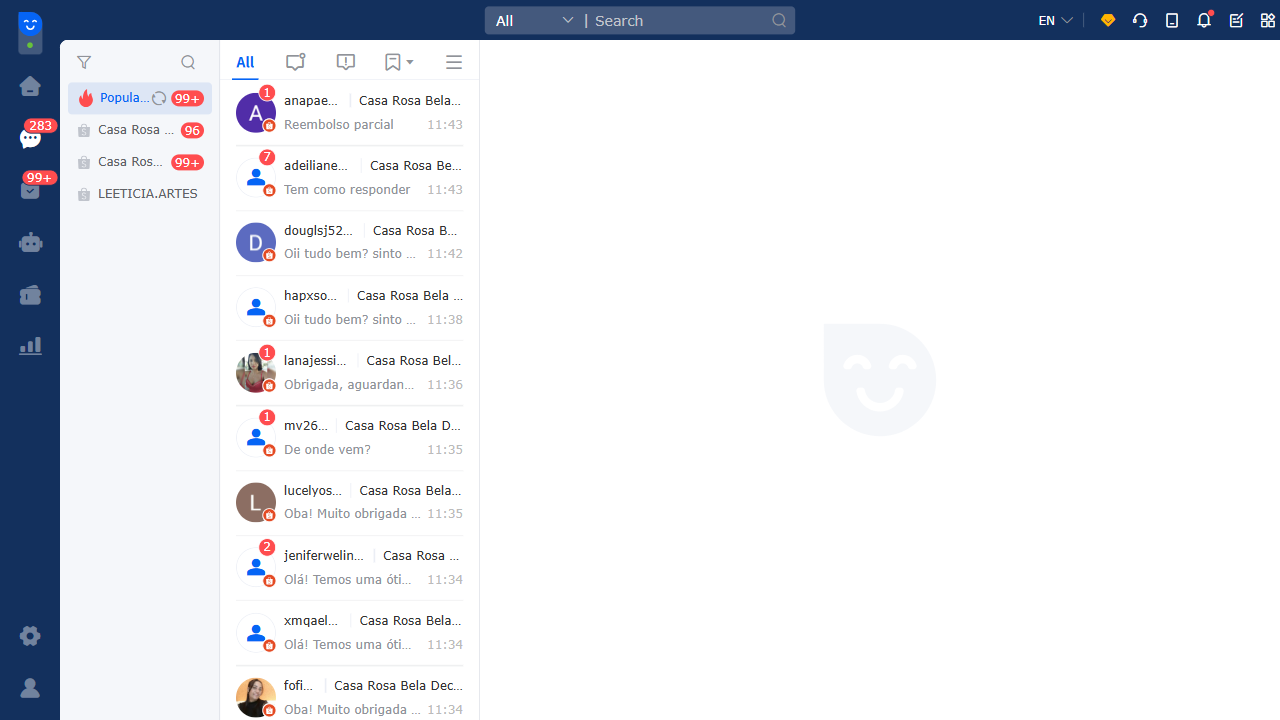 All | Search
EN
283
99+
Popula... 99+
Casa Rosa ... 96
Casa Ros... 99+
LEETICIA.ARTES
All
1
A
anapae... Casa Rosa Bela...
Reembolso parcial 11:43
7
adeiliane... Casa Rosa Be...
Tem como responder 11:43
D
douglsj52... Casa Rosa B...
Oii tudo bem? sinto ... 11:42
hapxso... Casa Rosa Bela ...
Oii tudo bem? sinto ... 11:38
1
lanajessi... Casa Rosa Bel...
Obrigada, aguardan... 11:36
1
mv26... Casa Rosa Bela D...
De onde vem? 11:35
L
lucelyos... Casa Rosa Bela...
Oba! Muito obrigada ... 11:35
2
jeniferwelin... Casa Rosa ...
Olá! Temos uma óti... 11:34
xmqael... Casa Rosa Bela...
Olá! Temos uma óti... 11:34
fofi... Casa Rosa Bela Dec...
Oba! Muito obrigada ... 11:34